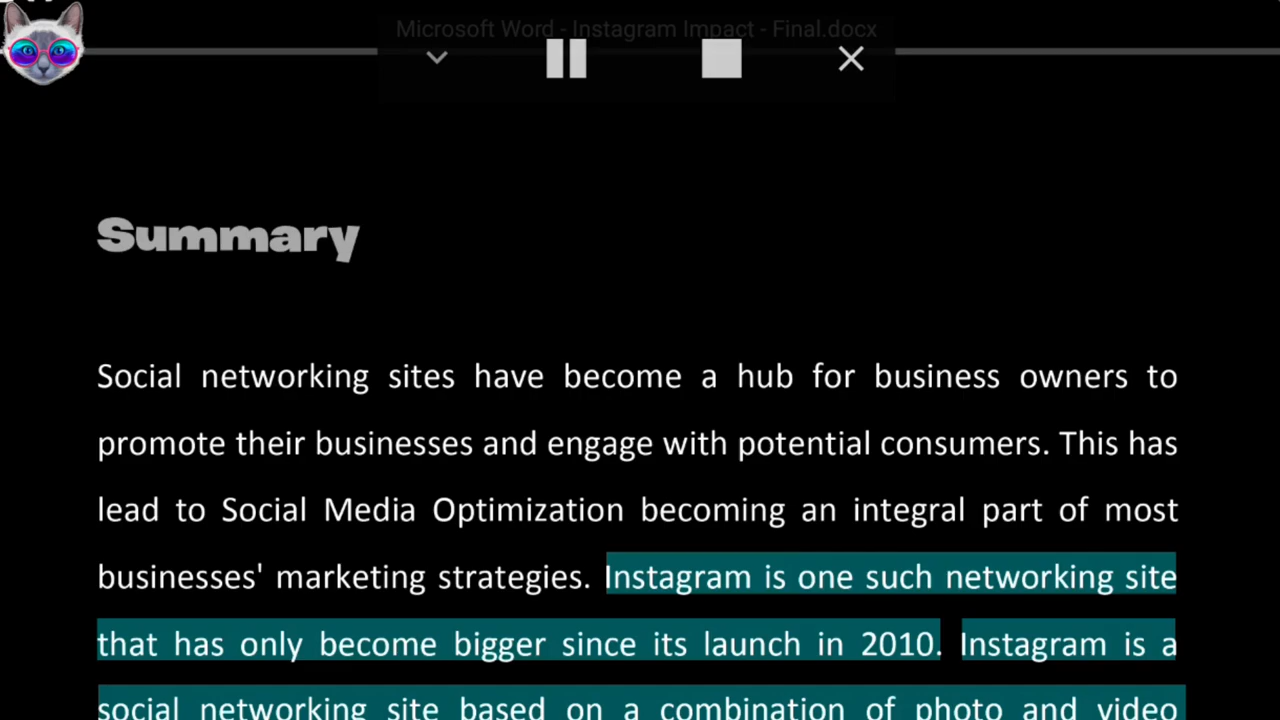 Microsoft Word - Instagram Impact - Final.docx
Summary
Social networking sites have become a hub for business owners to
promote their businesses and engage with potential consumers. This has
lead to Social Media Optimization becoming an integral part of most
businesses' marketing strategies. Instagram is one such networking site
that has only become bigger since its launch in 2010. Instagram is a
social networking site based on a combination of photo and video